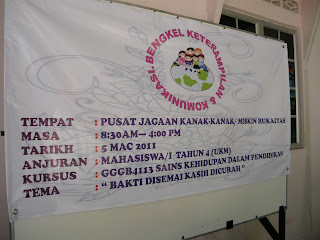 BENGKEL KETERAMPILAN & KOMUNIKASI.
TEMPAT : PUSAT JAGAAN KANAK-KANAK/ MISKIN RUKAIYAH
MASA : 8:30AM— 4:00 PM
TARIKH : 5 MAC 2011
ANJURAN : MAHASISWA/I TAHUN 4 (UKM)
KURSUS : GGGB4113 SAINS KEHIDUPAN DALAM PENDIDIKAN
TEMA : “ BAKTI DISEMAI KASIH DICURAH ”